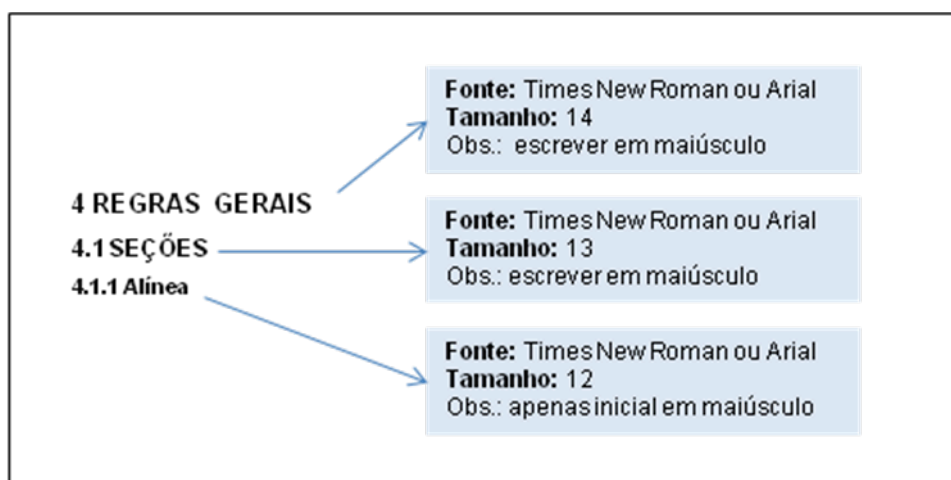 Fonte: Times New Roman ou Arial
Tamanho: 14
Obs.: escrever em maiúsculo
4 REGRAS GERAIS
4.1 SEÇÕES
4.1.1 Alínea
Fonte: Times New Roman ou Arial
Tamanho: 13
Obs.: escrever em maiúsculo
Fonte: Times New Roman ou Arial
Tamanho: 12
Obs.: apenas inicial em maiúsculo